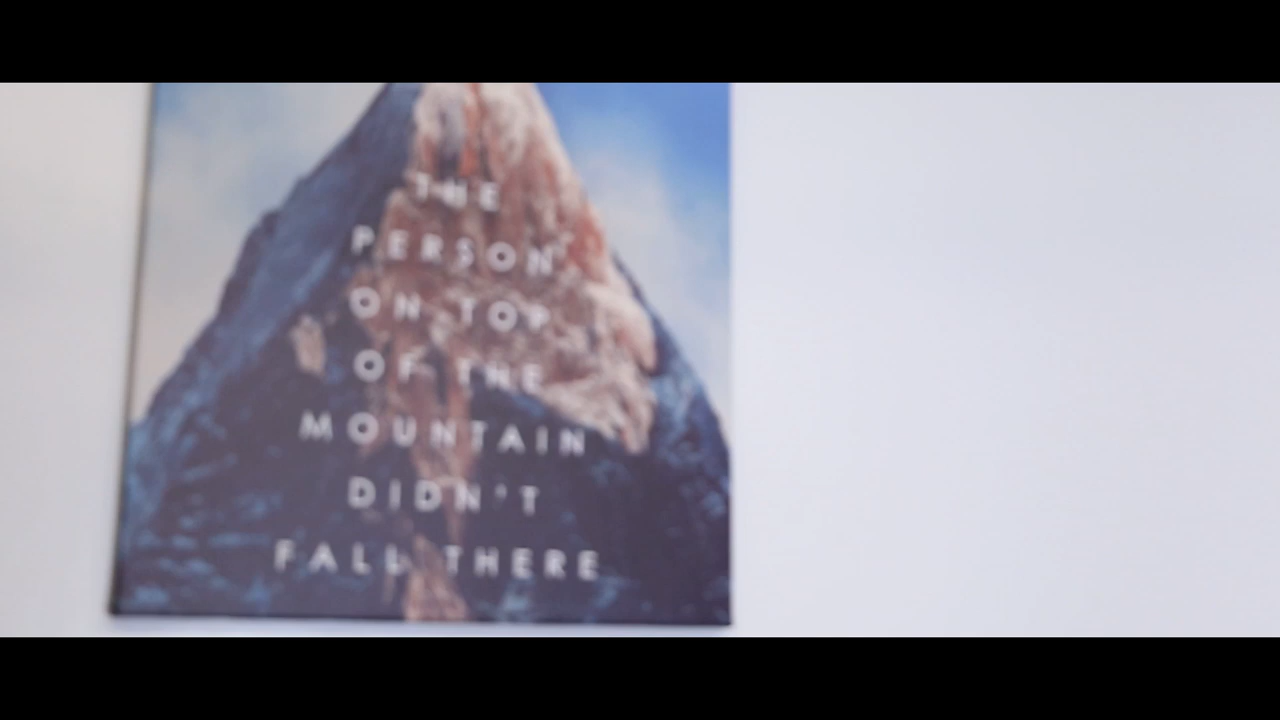 THE
PERSON
ON TOP
OF THE
MOUNTAIN
DIDN'T
FALL THERE